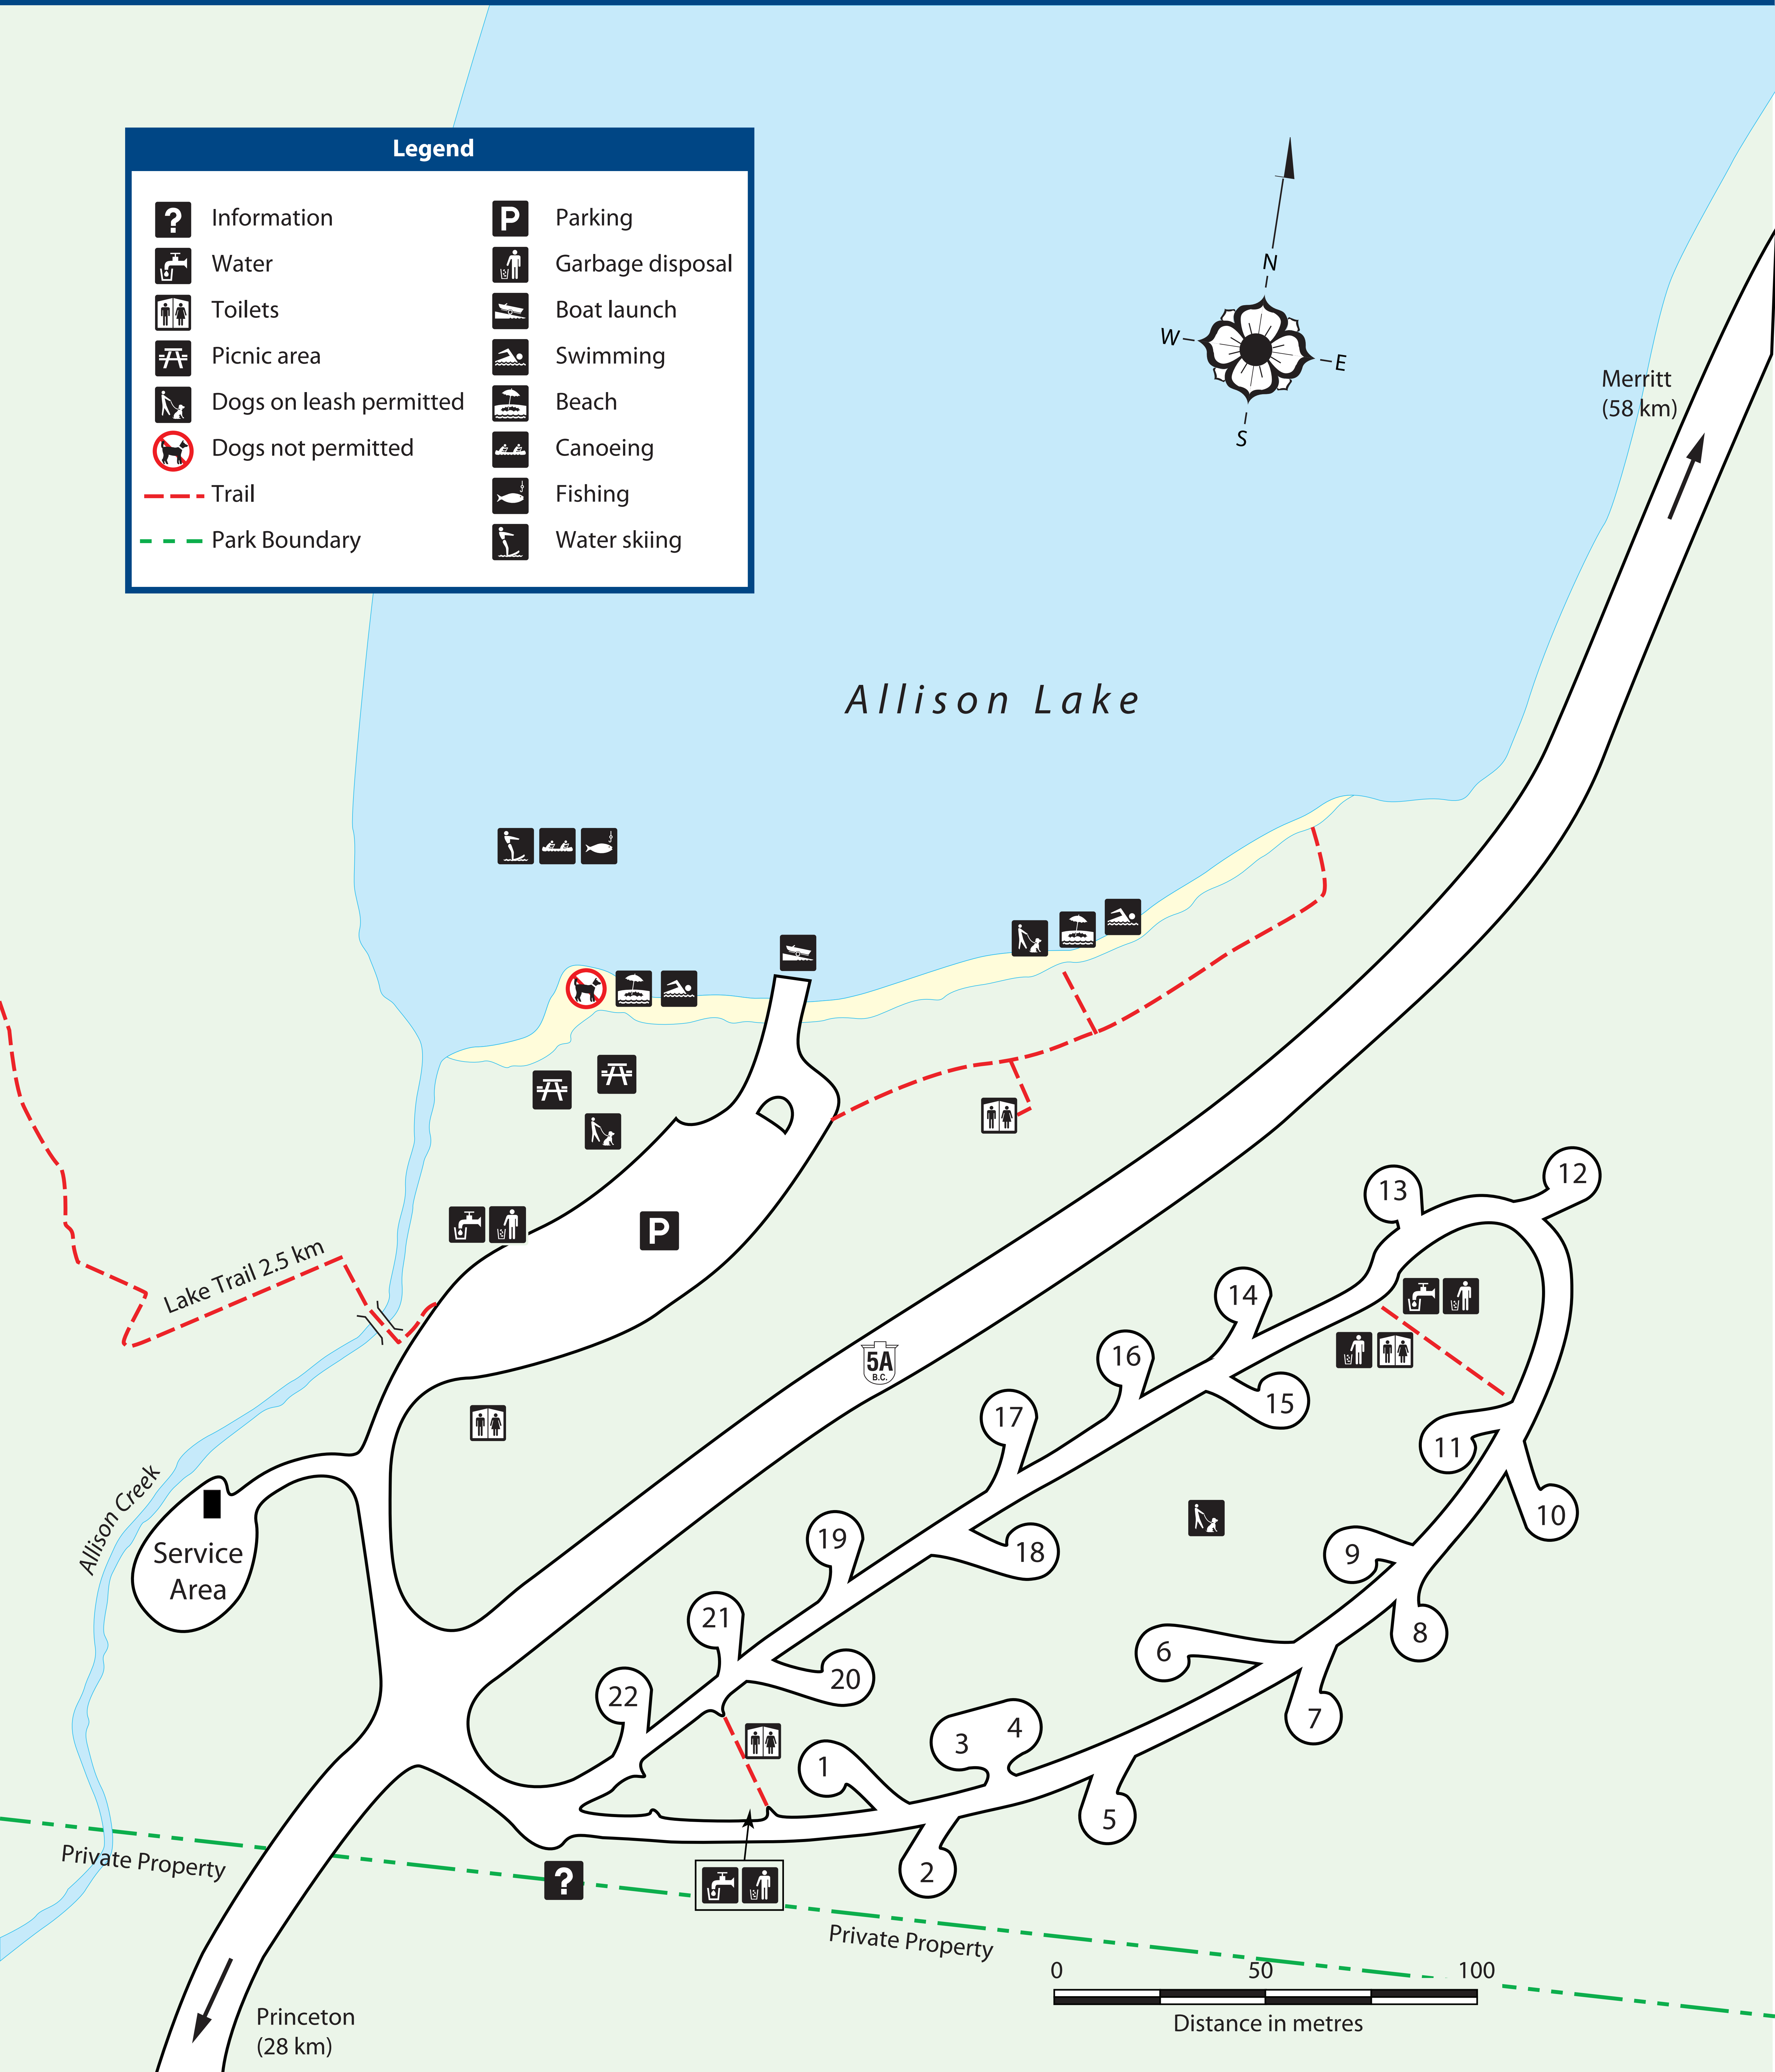 Legend
Information
Water
Toilets
Picnic area
Dogs on leash permitted
Dogs not permitted
Trail
Park Boundary
P
Parking
Garbage disposal
Boat launch
Swimming
Beach
Canoeing
Fishing
Water skiing
?
N
W
E
S
Merritt
(58 km)
Allison Lake
Lake Trail 2.5 km
P
5A
B.C.
Allison Creek
Service
Area
12
13
14
16
15
17
11
10
19
18
9
21
8
20
6
22
7
4
3
1
5
2
?
Private Property
Private Property
0 50 100
Distance in metres
Princeton
(28 km)